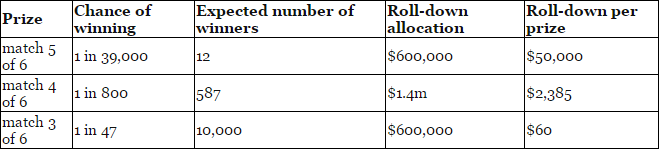 Prize Chance of winning Expected number of winners Roll-down allocation Roll-down per prize
match 5 of 6 1 in 39,000 12 $600,000 $50,000
match 4 of 6 1 in 800 587 $1.4m $2,385
match 3 of 6 1 in 47 10,000 $600,000 $60